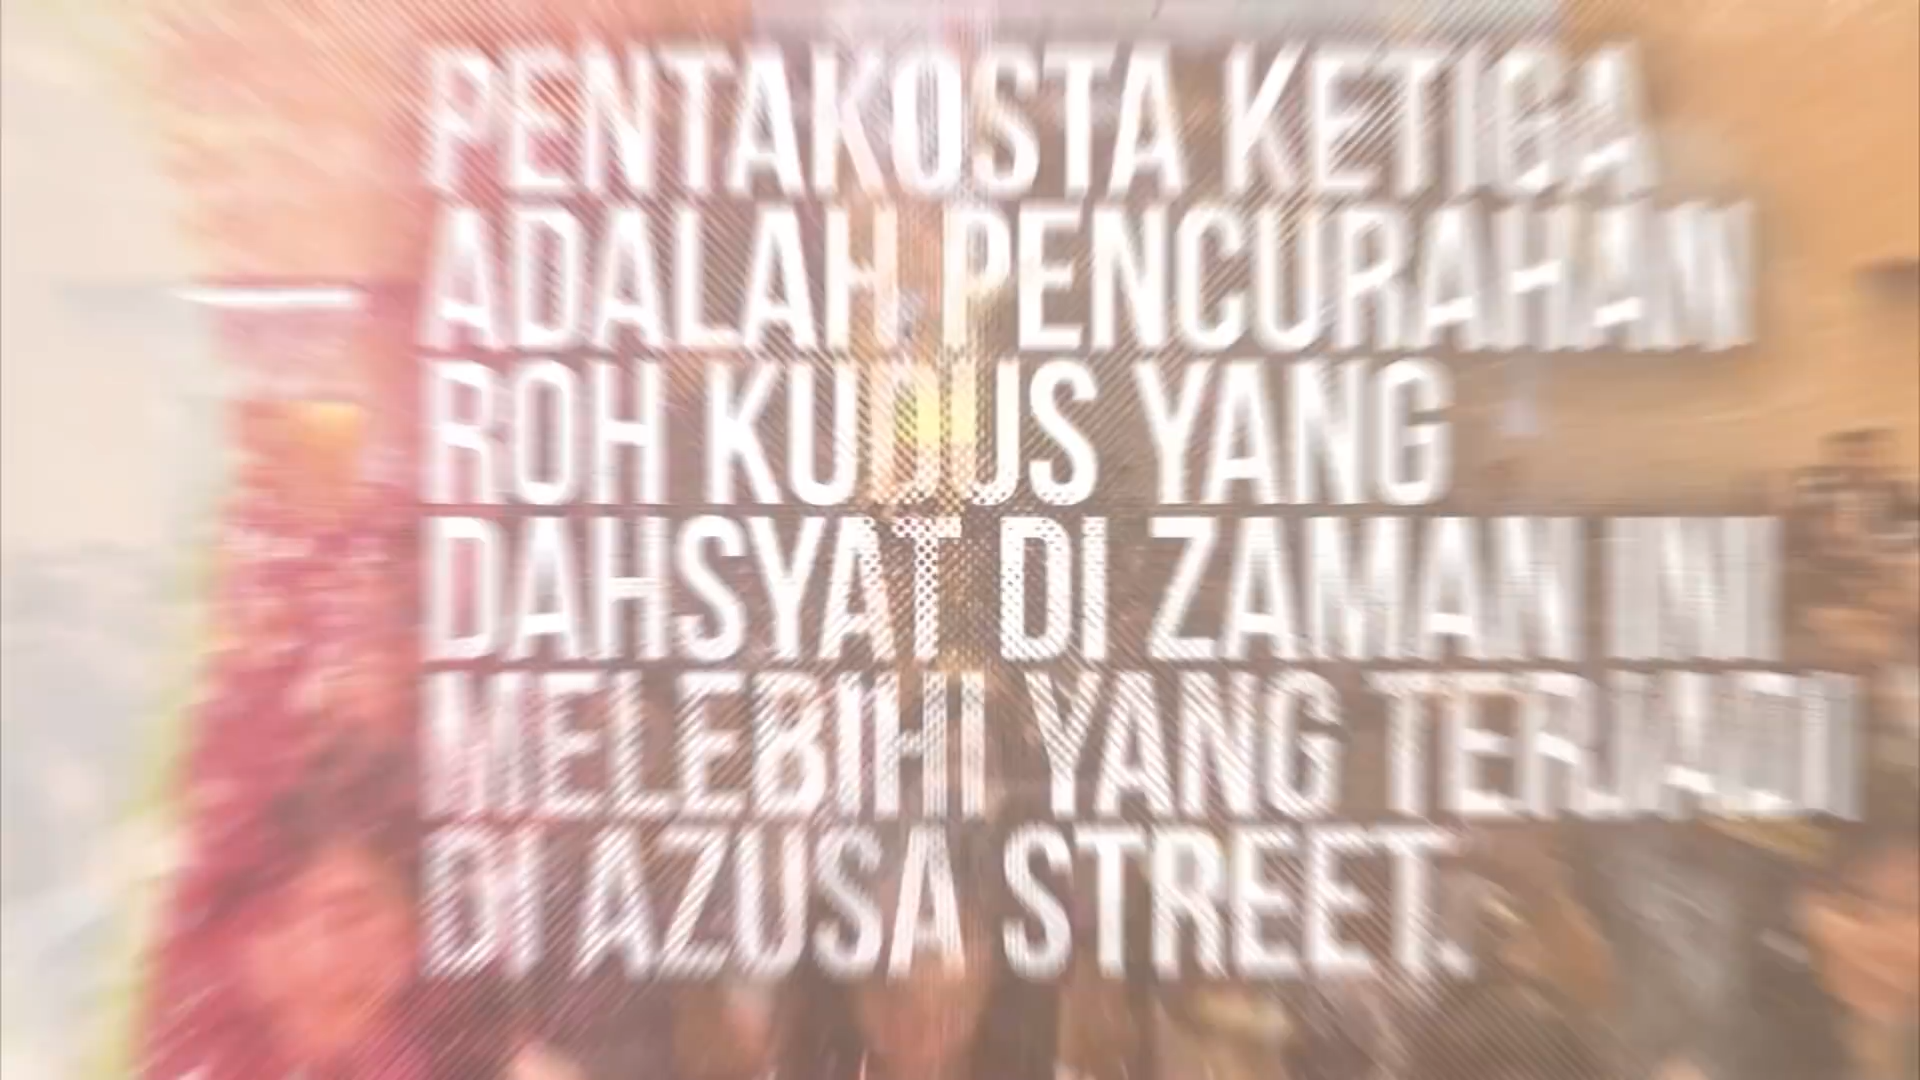 PENTAKOSTA KETIGA
ADALAH PENCURAHAN
ROH KUDUS YANG
DAHSYAT DI ZAMAN INI
MELEBIHI YANG TERJADI
DI AZUSA STREET.